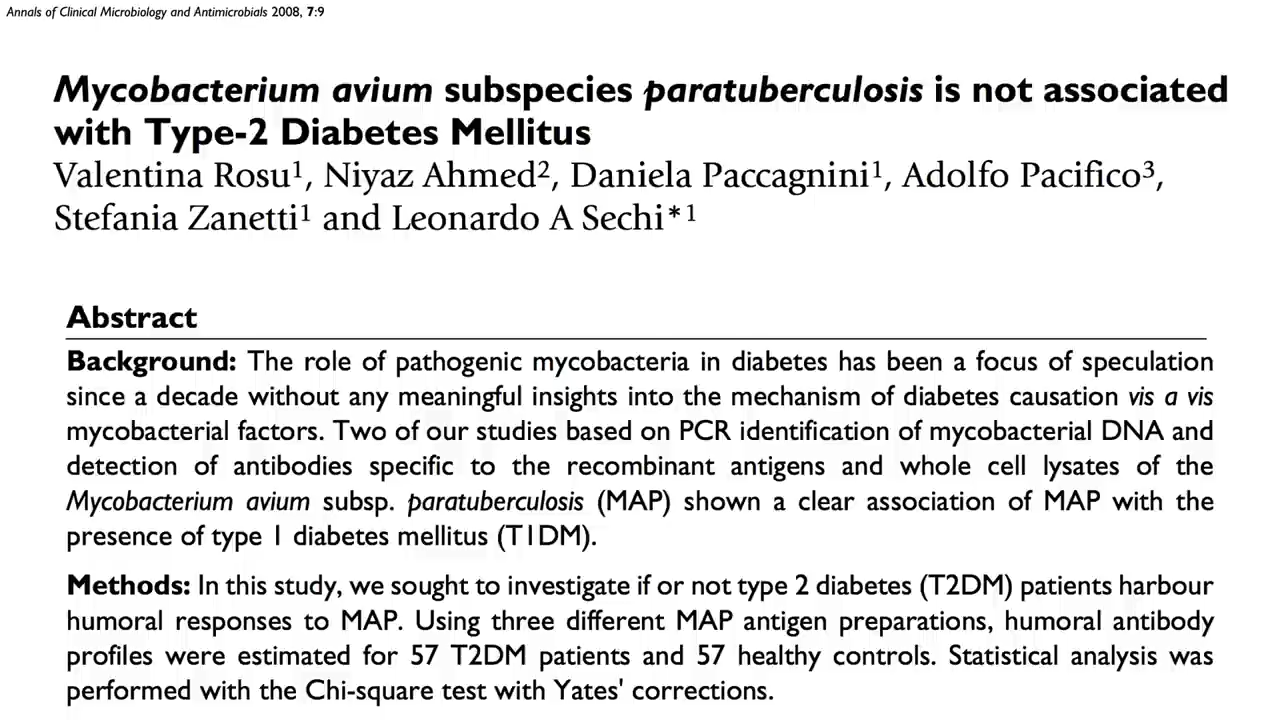 Annals of Clinical Microbiology and Antimicrobials 2008, 7:9
Mycobacterium avium subspecies paratuberculosis is not associated
with Type-2 Diabetes Mellitus
Valentina Rosu¹, Niyaz Ahmed², Daniela Paccagnini¹, Adolfo Pacifico³,
Stefania Zanetti¹ and Leonardo A Sechi*¹
Abstract
Background: The role of pathogenic mycobacteria in diabetes has been a focus of speculation
since a decade without any meaningful insights into the mechanism of diabetes causation vis a vis
mycobacterial factors. Two of our studies based on PCR identification of mycobacterial DNA and
detection of antibodies specific to the recombinant antigens and whole cell lysates of the
Mycobacterium avium subsp. paratuberculosis (MAP) shown a clear association of MAP with the
presence of type 1 diabetes mellitus (T1DM).
Methods: In this study, we sought to investigate if or not type 2 diabetes (T2DM) patients harbour
humoral responses to MAP. Using three different MAP antigen preparations, humoral antibody
profiles were estimated for 57 T2DM patients and 57 healthy controls. Statistical analysis was
performed with the Chi-square test with Yates' corrections.